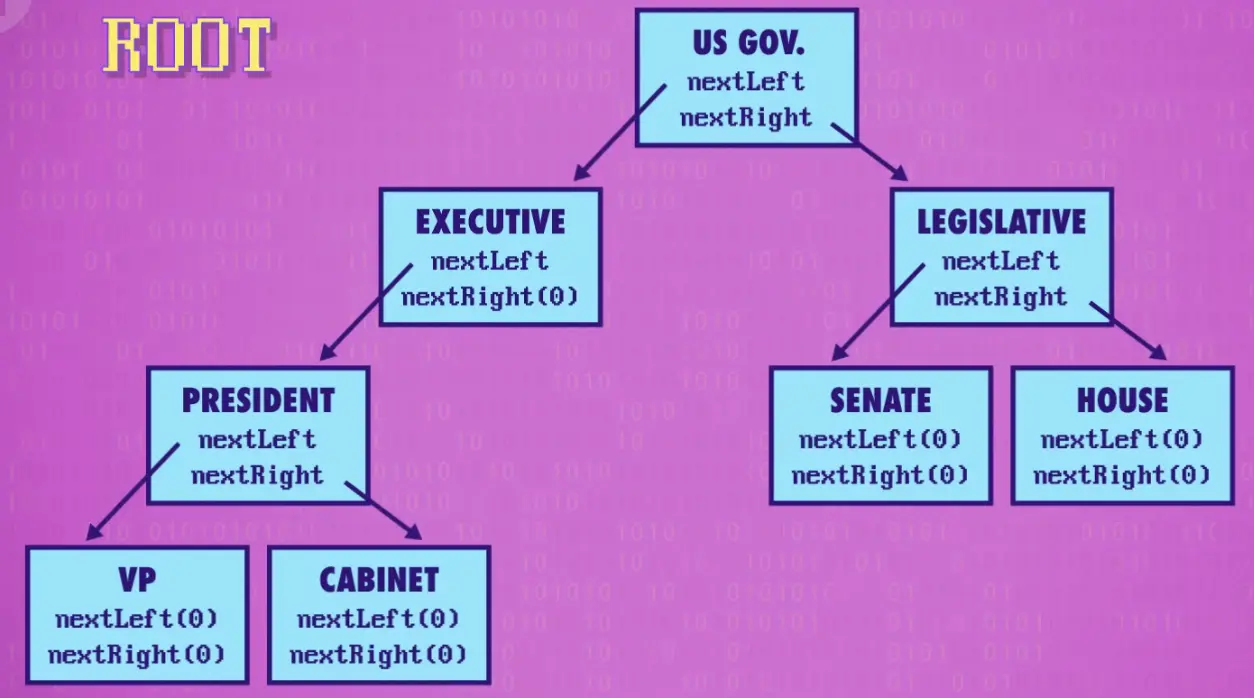 ROOT
US GOV.
nextLeft
nextRight
EXECUTIVE
nextLeft
nextRight(0)
LEGISLATIVE
nextLeft
nextRight
PRESIDENT
nextLeft
nextRight
SENATE
nextLeft(0)
nextRight(0)
HOUSE
nextLeft(0)
nextRight(0)
VP
nextLeft(0)
nextRight(0)
CABINET
nextLeft(0)
nextRight(0)